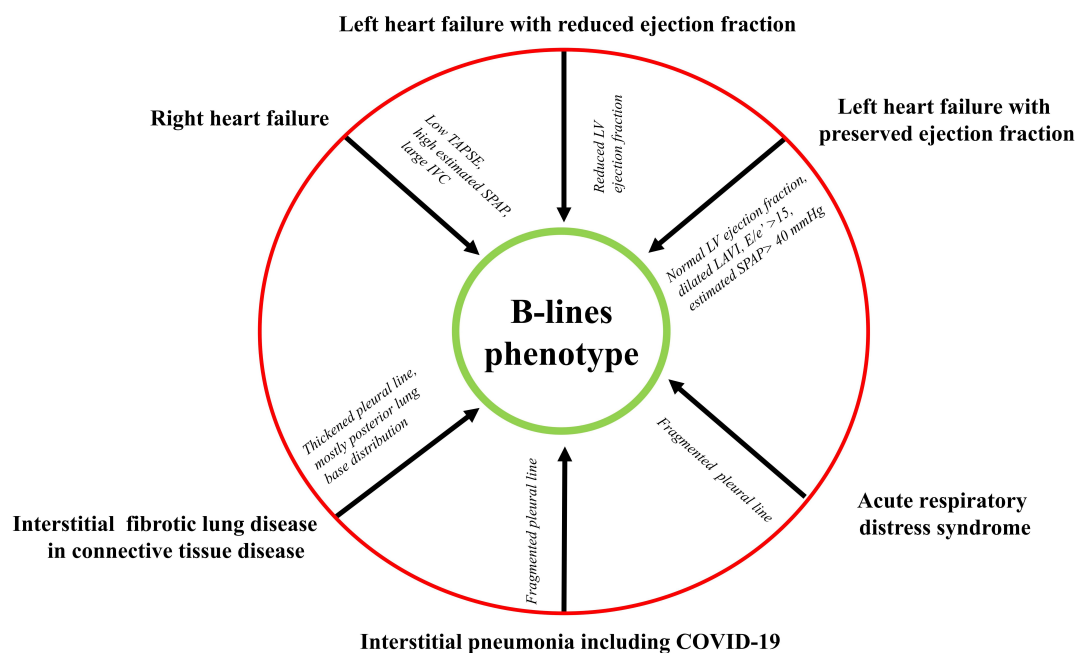 Left heart failure with reduced ejection fraction
Right heart failure
Low TAPSE,
high estimated SPAP,
large IVC
Reduced LV
ejection fraction
Left heart failure with
preserved ejection fraction
Normal LV ejection fraction,
dilated LAVI, E/e' >15,
estimated SPAP> 40 mmHg
B-lines
phenotype
Thickened pleural line,
mostly posterior lung
base distribution
Interstitial  fibrotic lung disease
in connective tissue disease
Fragmented pleural line
Fragmented  pleural line
Acute respiratory
distress syndrome
Interstitial pneumonia including COVID-19